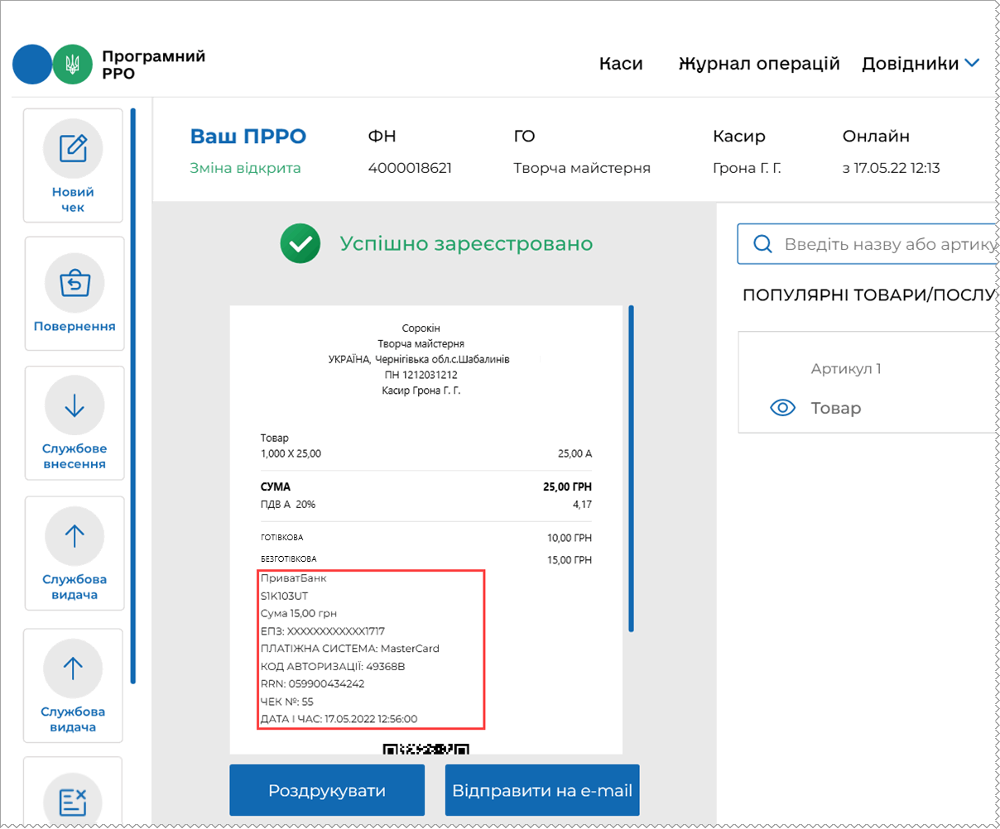 Програмний
РРО
Каси
Журнал операцій
Довідники
Новий
чек
Повернення
Службове
внесення
Службова
видача
Службова
видача
Ваш ПРРО
Зміна відкрита
ФН
4000018621
ГО
Творча майстерня
Касир
Грона Г. Г.
Онлайн
з 17.05.22 12:13
Успішно зареєстровано
Сорокін
Творча майстерня
УКРАЇНА, Чернігівька обл.с.Шабалинів
ПН 1212031212
Касир Грона Г. Г.
Товар
1,000 X 25,00 25,00 А
СУМА 25,00 ГРН
ПДВ А 20% 4,17
ГОТІВКОВА 10,00 ГРН
БЕЗГОТІВКОВА 15,00 ГРН
ПриватБанк
S1K103UT
Сума 15,00 грн
ЕПЗ: XXXXXXXXXXXX1717
ПЛАТІЖНА СИСТЕМА: MasterCard
КОД АВТОРИЗАЦІЇ: 49368B
RRN: 059900434242
ЧЕК №: 55
ДАТА І ЧАС: 17.05.2022 12:56:00
Роздрукувати
Відправити на e-mail
Введіть назву або артику
ПОПУЛЯРНІ ТОВАРИ/ПОСЛУ
Артикул 1
Товар